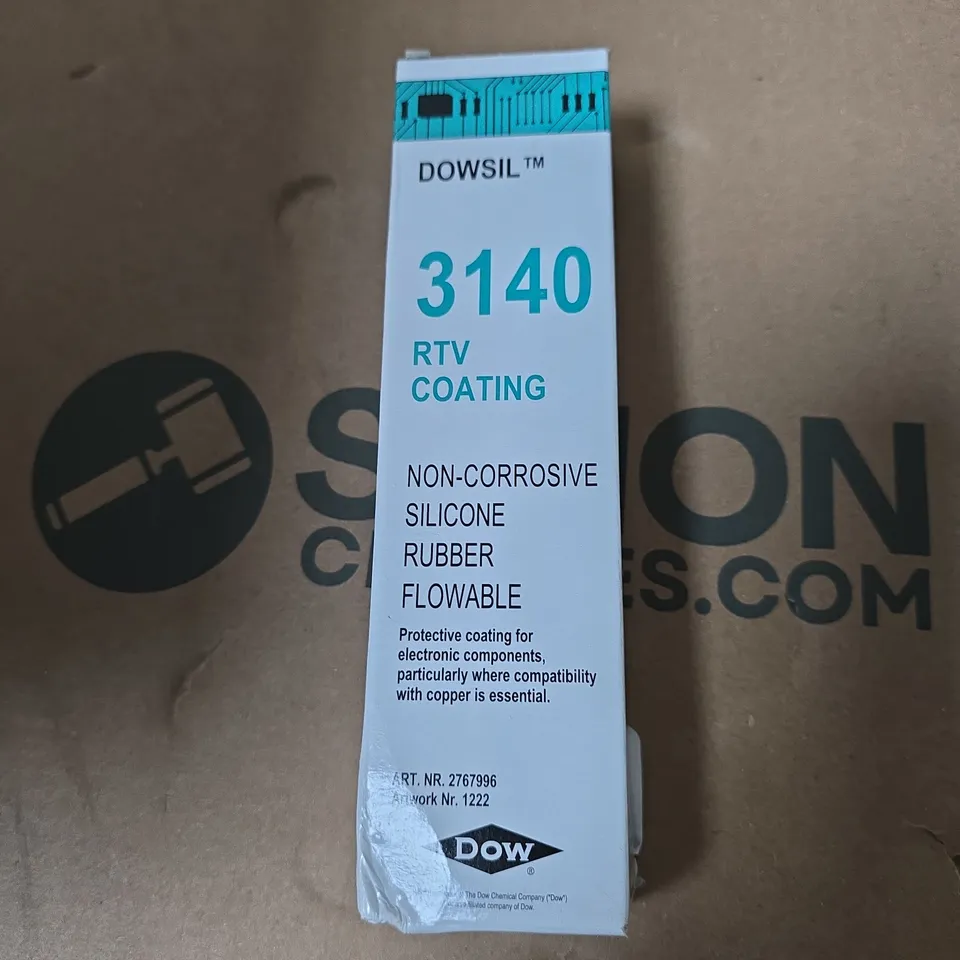 DOWSIL™
3140
RTV
COATING
NON-CORROSIVE
SILICONE
RUBBER
FLOWABLE
Protective coating for
electronic components,
particularly where compatibility
with copper is essential.
ART. NR. 2767996
Artwork Nr. 1222
Dow
®
The Dow Chemical Company ("Dow")
company of Dow.
S ON
C ES.COM